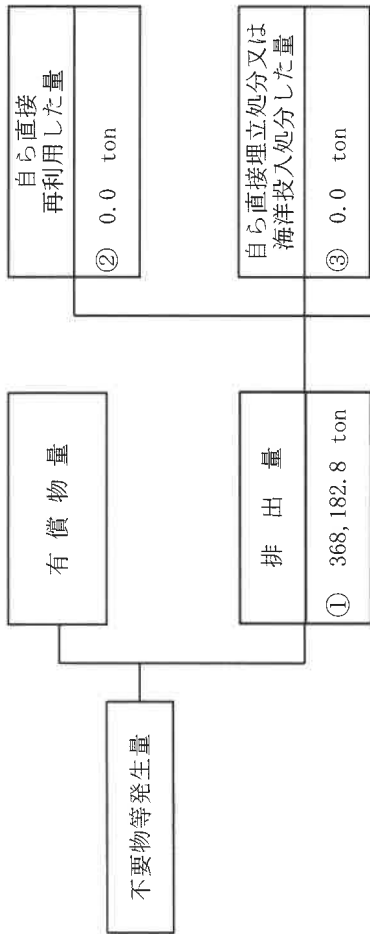 不要物等発生量
有償物量
排出量
① 368,182.8 ton
自ら直接
再利用した量
② 0.0 ton
自ら直接埋立処分又は
海洋投入処分した量
③ 0.0 ton